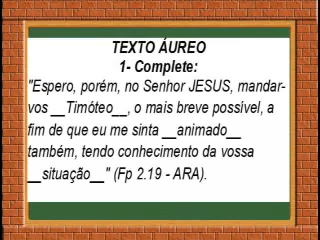 TEXTO ÁUREO
1- Complete:
"Espero, porém, no Senhor JESUS, mandar-
vos __Timóteo__, o mais breve possível, a
fim de que eu me sinta __animado__
também, tendo conhecimento da vossa
__situação__" (Fp 2.19 - ARA).